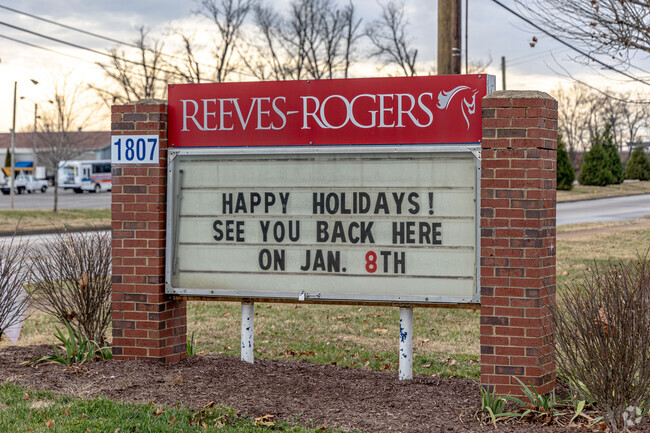 REEVES-ROGERS
1807
HAPPY HOLIDAYS!
SEE YOU BACK HERE
ON JAN. 8TH